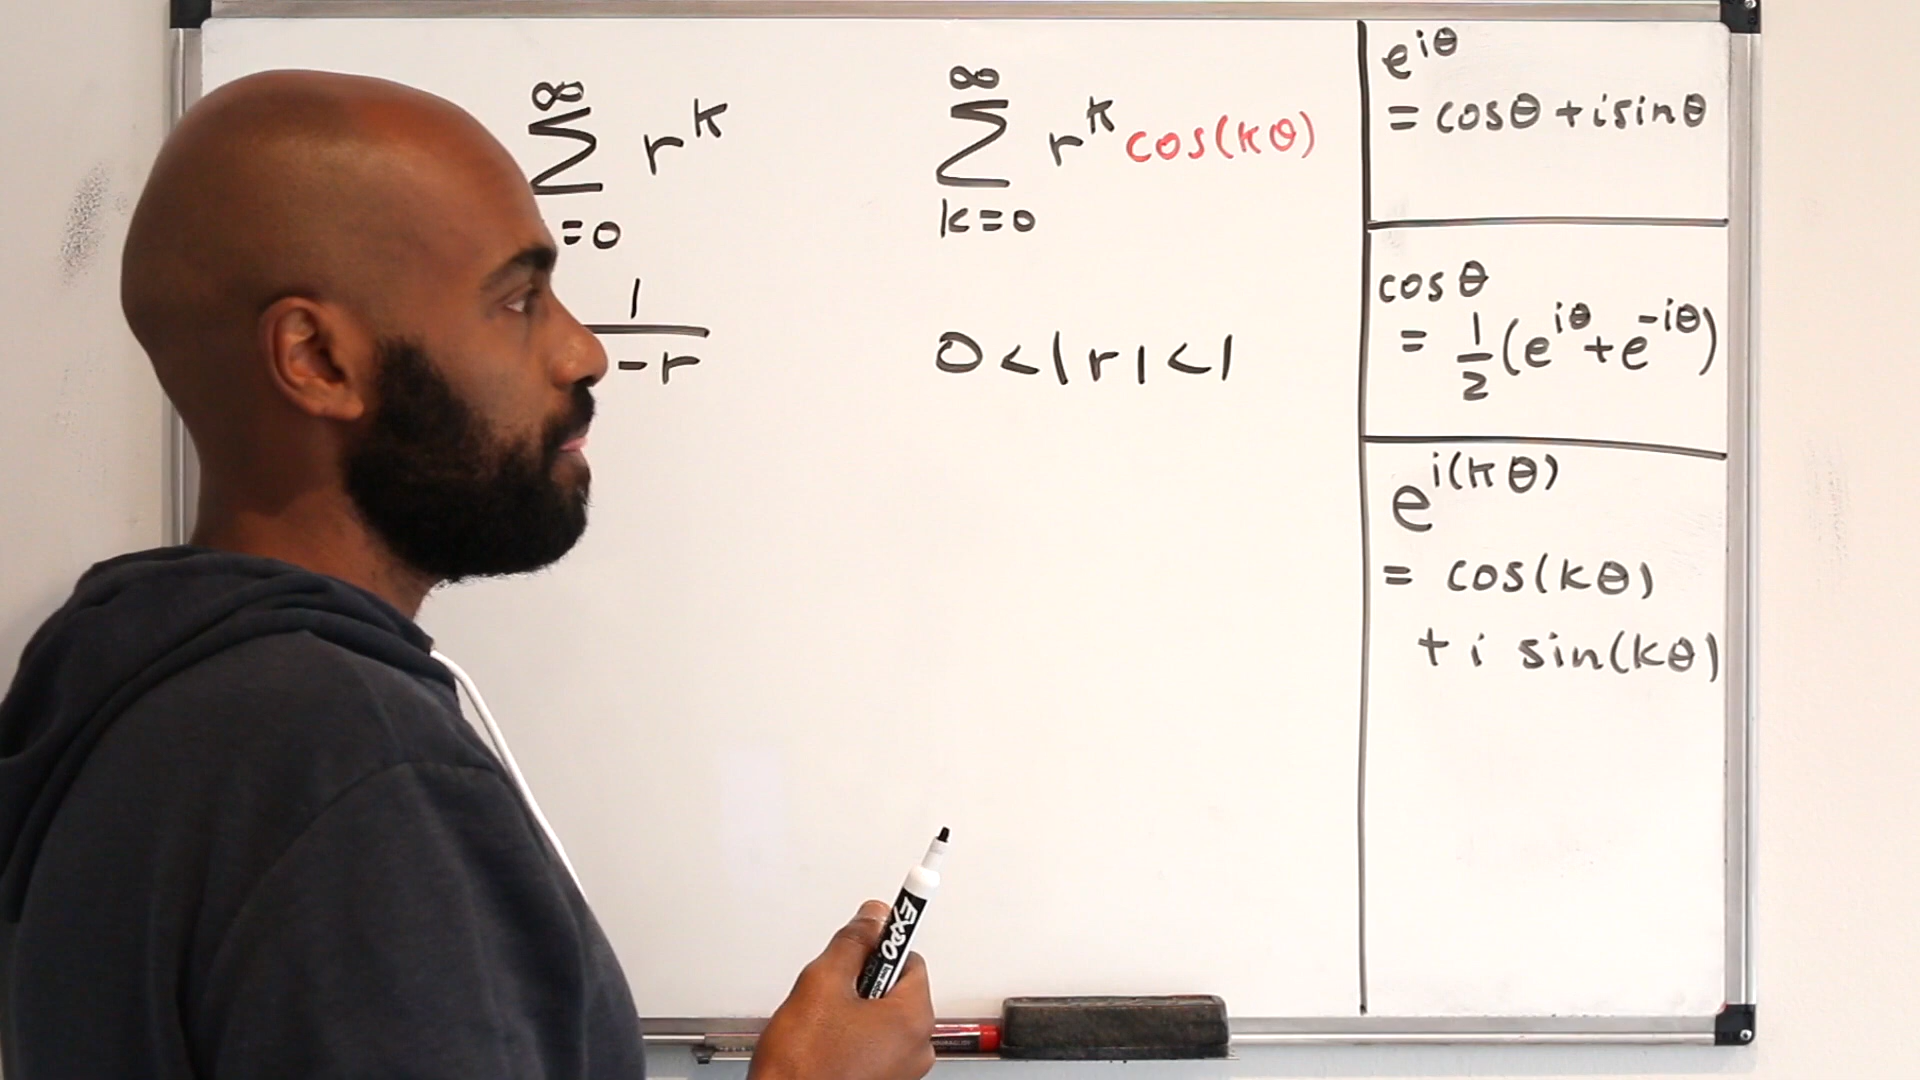 ∞
∑ r^k
=0
1
-r
∞
∑ r^k cos(kθ)
k=0
0<|r|<1
e^{iθ}
= cosθ + i sinθ
cosθ
= 1/2 (e^{iθ} + e^{-iθ})
e^{i(kθ)}
= cos(kθ)
+ i sin(kθ)
EXPO